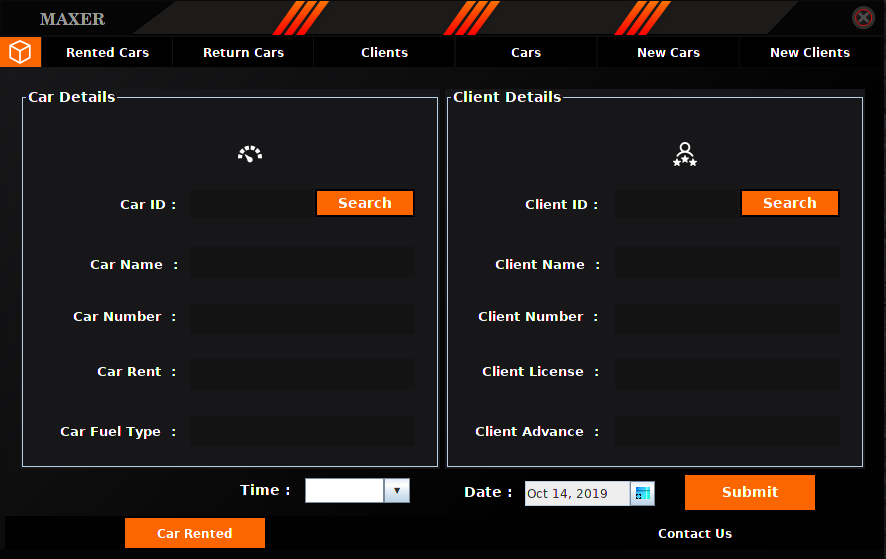 MAXER
Rented Cars Return Cars Clients Cars New Cars New Clients
Car Details
Car ID : Search
Car Name :
Car Number :
Car Rent :
Car Fuel Type :
Client Details
Client ID : Search
Client Name :
Client Number :
Client License :
Client Advance :
Time : Date : Oct 14, 2019 Submit
Car Rented Contact Us